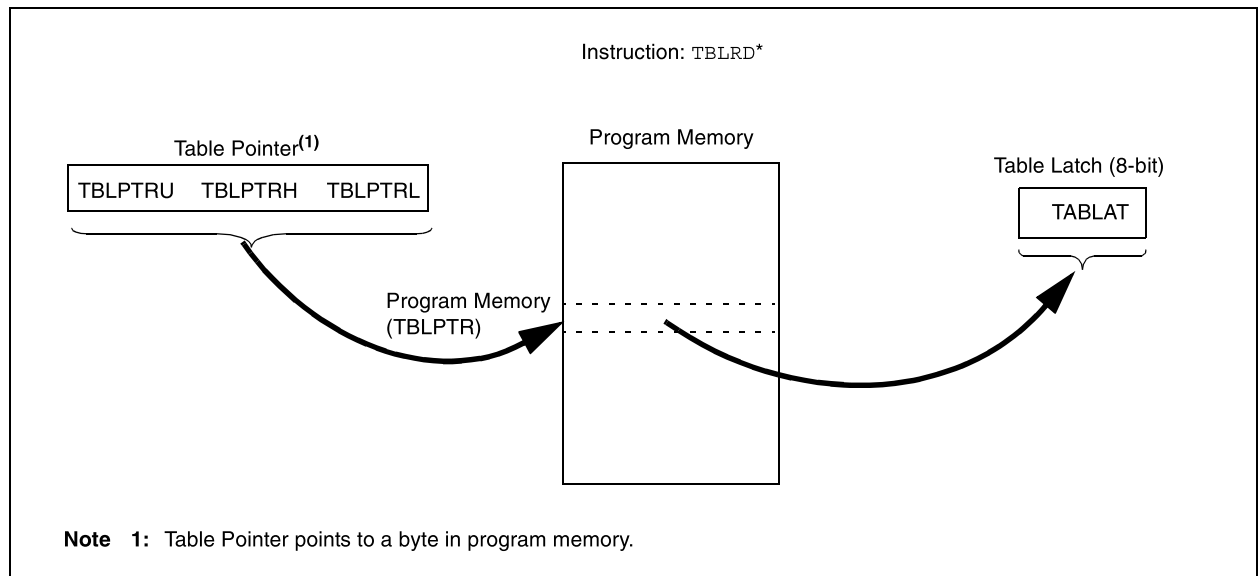 Instruction: TBLRD*
Table Pointer(1)
TBLPTRU TBLPTRH TBLPTRL
Program Memory
Table Latch (8-bit)
TABLAT
Program Memory
(TBLPTR)
Note 1: Table Pointer points to a byte in program memory.